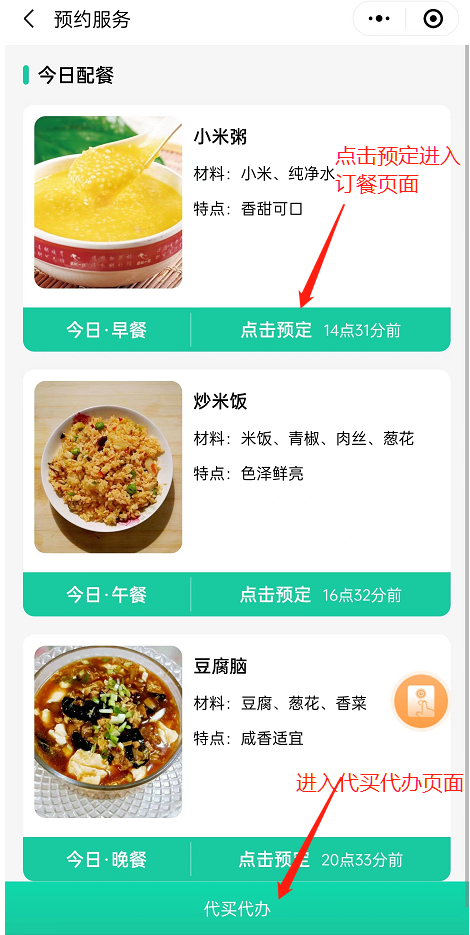 预约服务
今日配餐
小米粥
材料：小米、纯净水
特点：香甜可口
点击预定进入
订餐页面
今日·早餐
点击预定 14点31分前
炒米饭
材料：米饭、青椒、肉丝、葱花
特点：色泽鲜亮
今日·午餐
点击预定 16点32分前
豆腐脑
材料：豆腐、葱花、香菜
特点：咸香适宜
进入代买代办页面
今日·晚餐
点击预定 20点33分前
代买代办